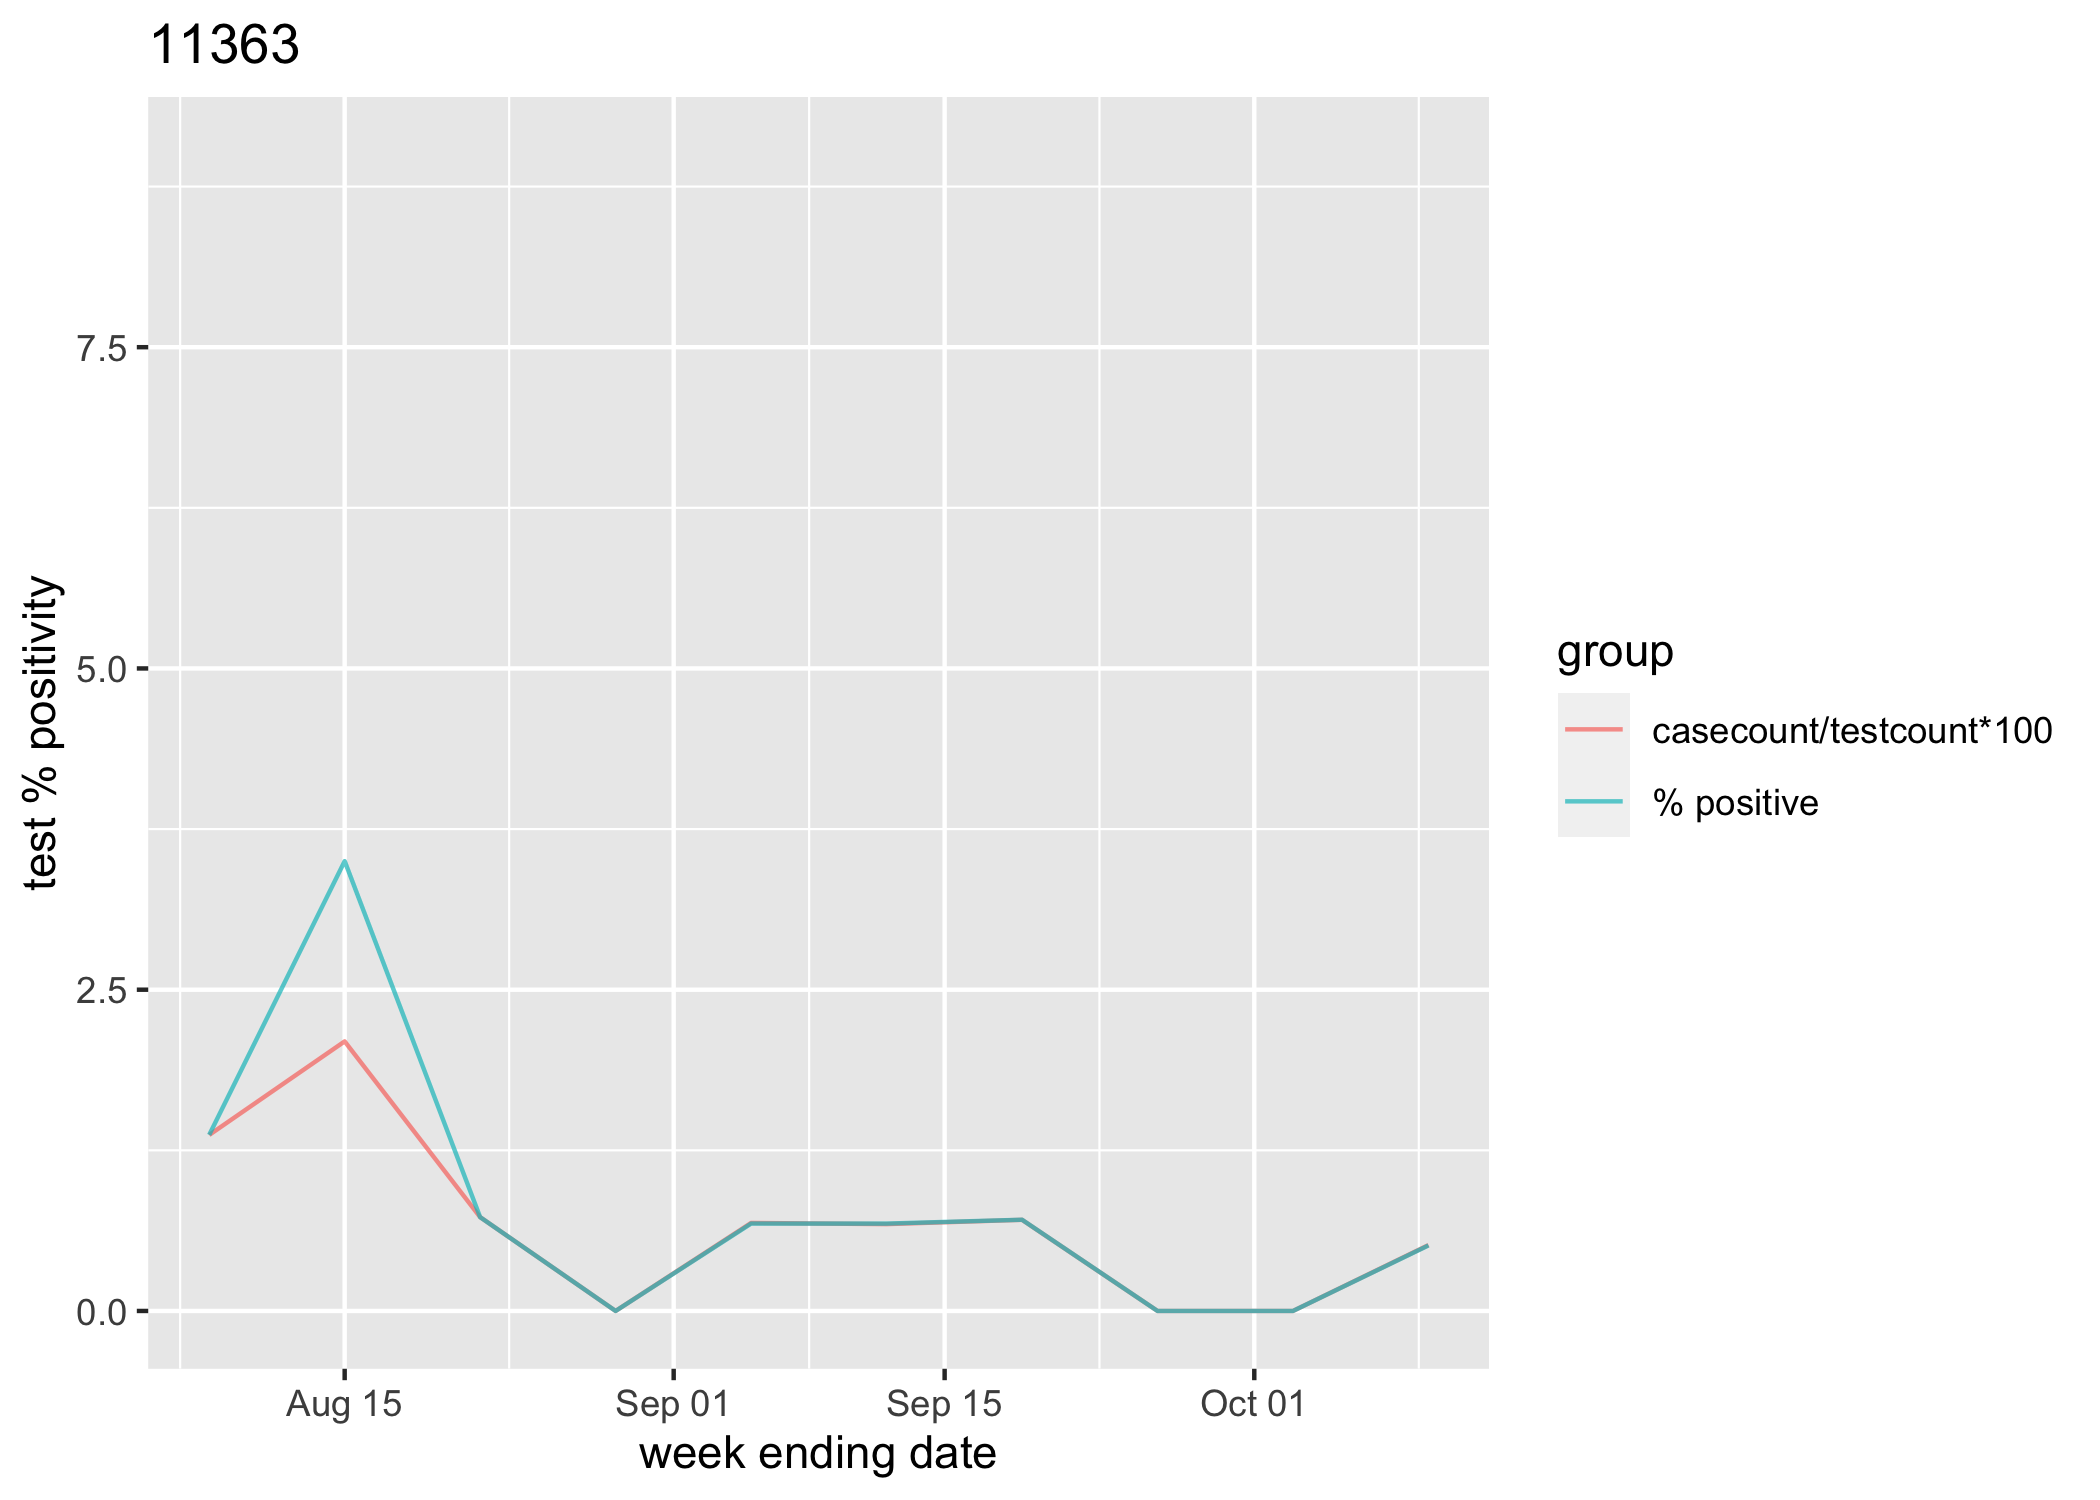 11363
test % positivity
7.5
5.0
2.5
0.0
Aug 15
Sep 01
Sep 15
Oct 01
week ending date
group
casecount/testcount*100
% positive